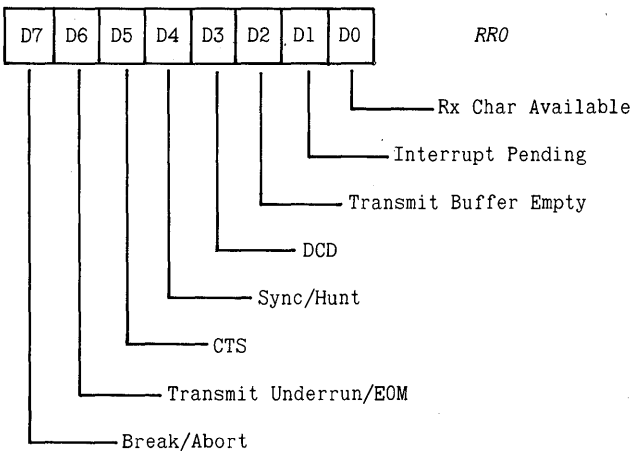 D7 D6 D5 D4 D3 D2 D1 D0 RR0
Rx Char Available
Interrupt Pending
Transmit Buffer Empty
DCD
Sync/Hunt
CTS
Transmit Underrun/EOM
Break/Abort